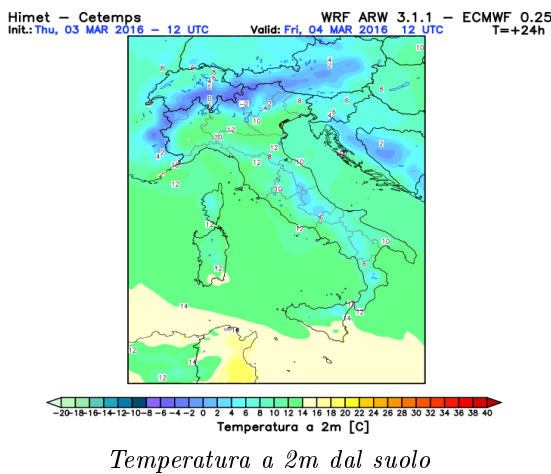 Himet – Cetemps WRF ARW 3.1.1 – ECMWF 0.25
Init.: Thu, 03 MAR 2016 – 12 UTC Valid: Fri, 04 MAR 2016 12 UTC T=+24h
-20 -18 -16 -14 -12 -10 -8 -6 -4 -2 0 2 4 6 8 10 12 14 16 18 20 22 24 26 28 30 32 34 36 38 40
Temperatura a 2m [C]
Temperatura a 2m dal suolo